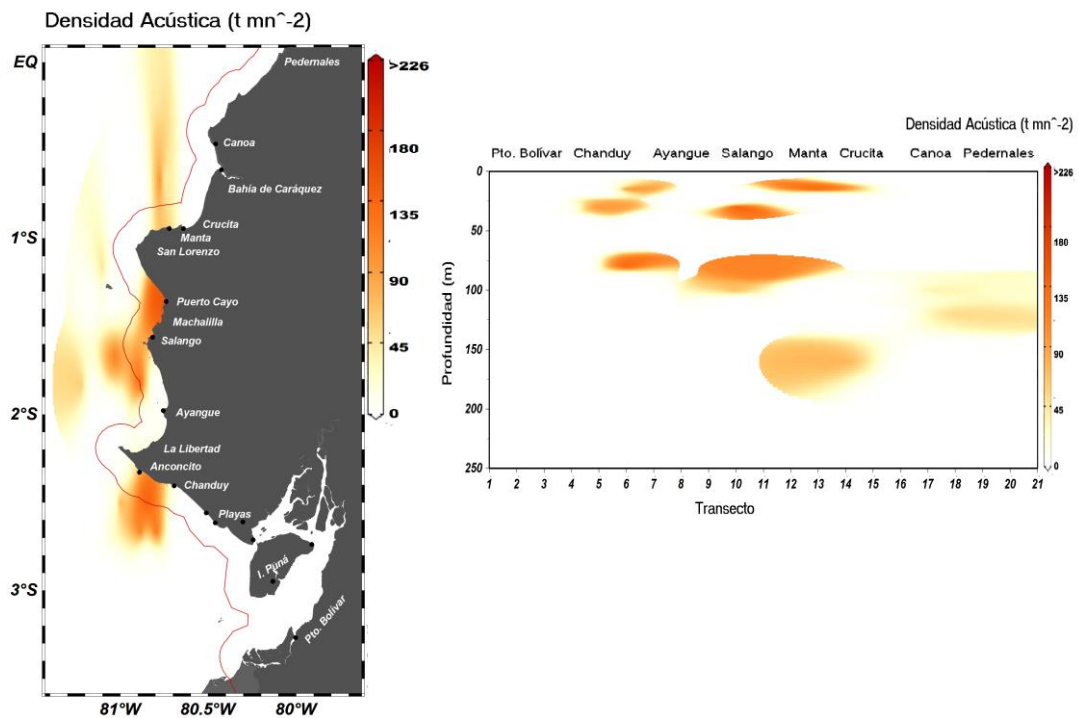 Densidad Acústica (t mn^-2)
EQ
1°S
2°S
3°S
81°W 80.5°W 80°W
Pedernales
Canoa
Bahía de Caráquez
Crucita
Manta
San Lorenzo
Puerto Cayo
Machalilla
Salango
Ayangue
La Libertad
Anconcito
Chanduy
Playas
I. Puná
Pto. Bolívar
>226
180
135
90
45
0
Densidad Acústica (t mn^-2)
Pto. Bolívar Chanduy Ayangue Salango Manta Crucita Canoa Pedernales
0
50
100
150
200
250
Profundidad (m)
1 2 3 4 5 6 7 8 9 10 11 12 13 14 15 16 17 18 19 20 21
Transecto
>226
180
135
90
45
0